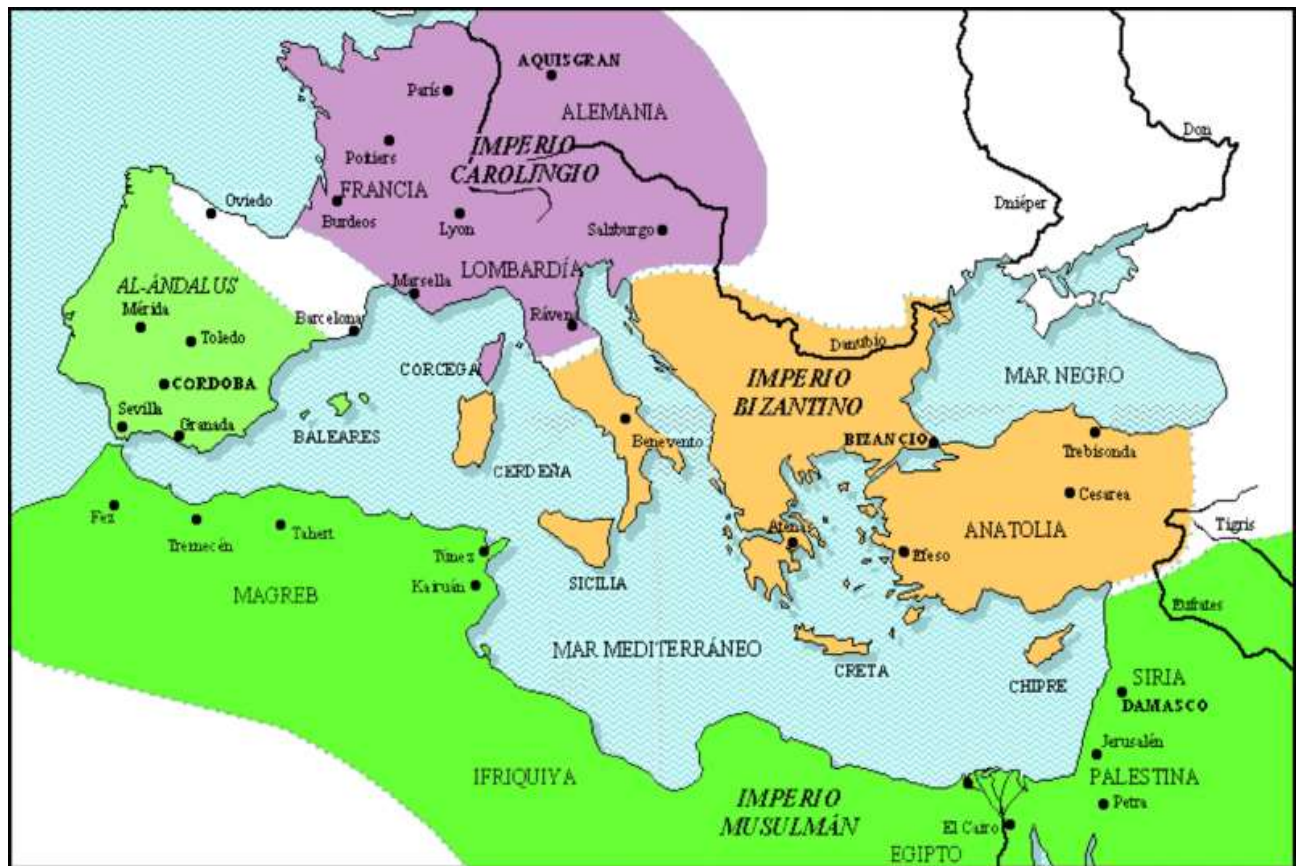 AQUISGRAN
París
ALEMANIA
Don
IMPERIO
CAROLINGIO
Poitiers
FRANCIA
Oviedo
Burdeos
Lyon
Salzburgo
Dniéper
LOMBARDÍA
AL-ÁNDALUS
Marsella
Mérida
Barcelona
Ráven
Toledo
Danubio
CORCEGA
IMPERIO
BIZANTINO
MAR NEGRO
CORDOBA
Sevilla
Granada
BALEARES
Benevento
BIZANCIO
Trebisonda
CERDEÑA
Cesarea
Fez
Tremecén
Tahert
Atenas
ANATOLIA
Tigris
Túnez
Efeso
Kairuán
SICILIA
MAGREB
Eufrates
MAR MEDITERRÁNEO
CRETA
CHIPRE
SIRIA
DAMASCO
Jerusalén
IFRIQUIYA
PALESTINA
IMPERIO
MUSULMÁN
Petra
El Cairo
EGIPTO